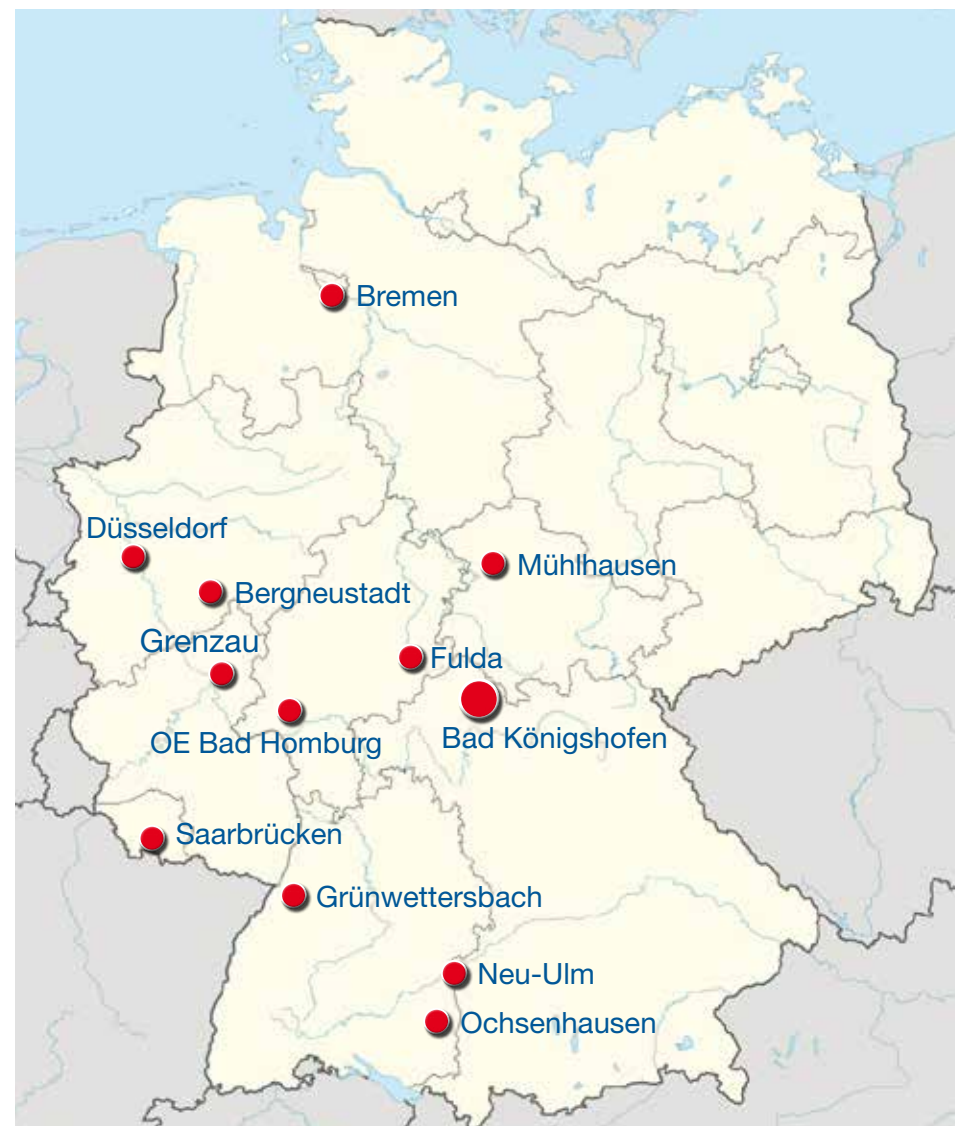 Bremen
Düsseldorf
Mühlhausen
Bergneustadt
Grenzau
Fulda
OE Bad Homburg
Bad Königshofen
Saarbrücken
Grünwettersbach
Neu-Ulm
Ochsenhausen